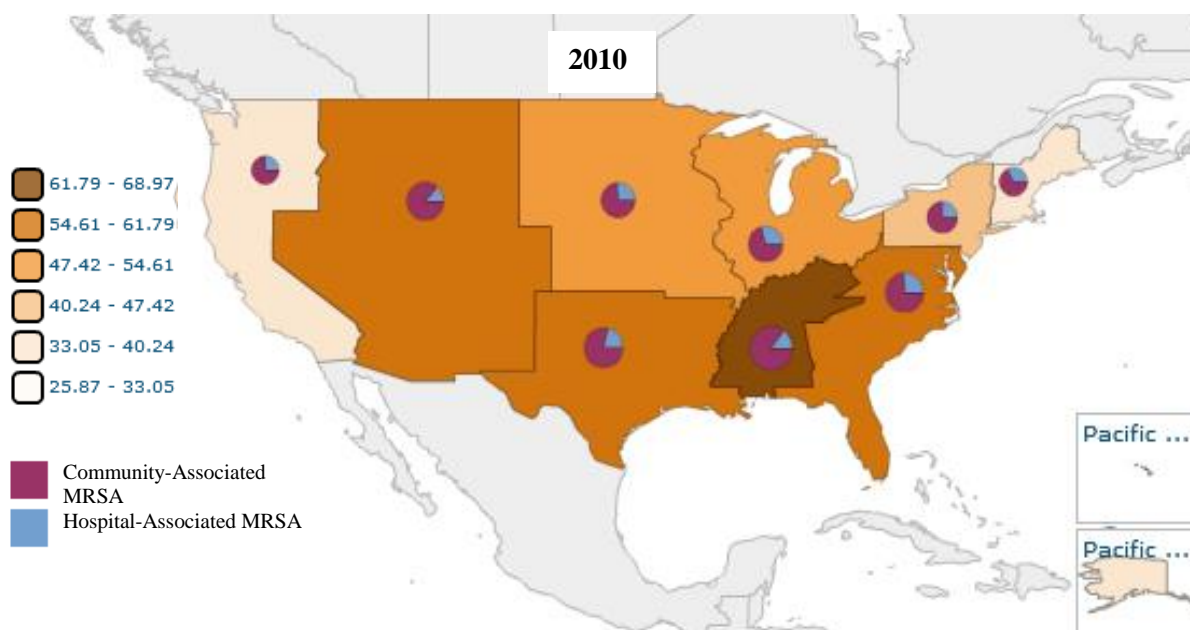 2010
61.79 - 68.97
54.61 - 61.79
47.42 - 54.61
40.24 - 47.42
33.05 - 40.24
25.87 - 33.05
Community-Associated
MRSA
Hospital-Associated MRSA
Pacific ...
Pacific ...